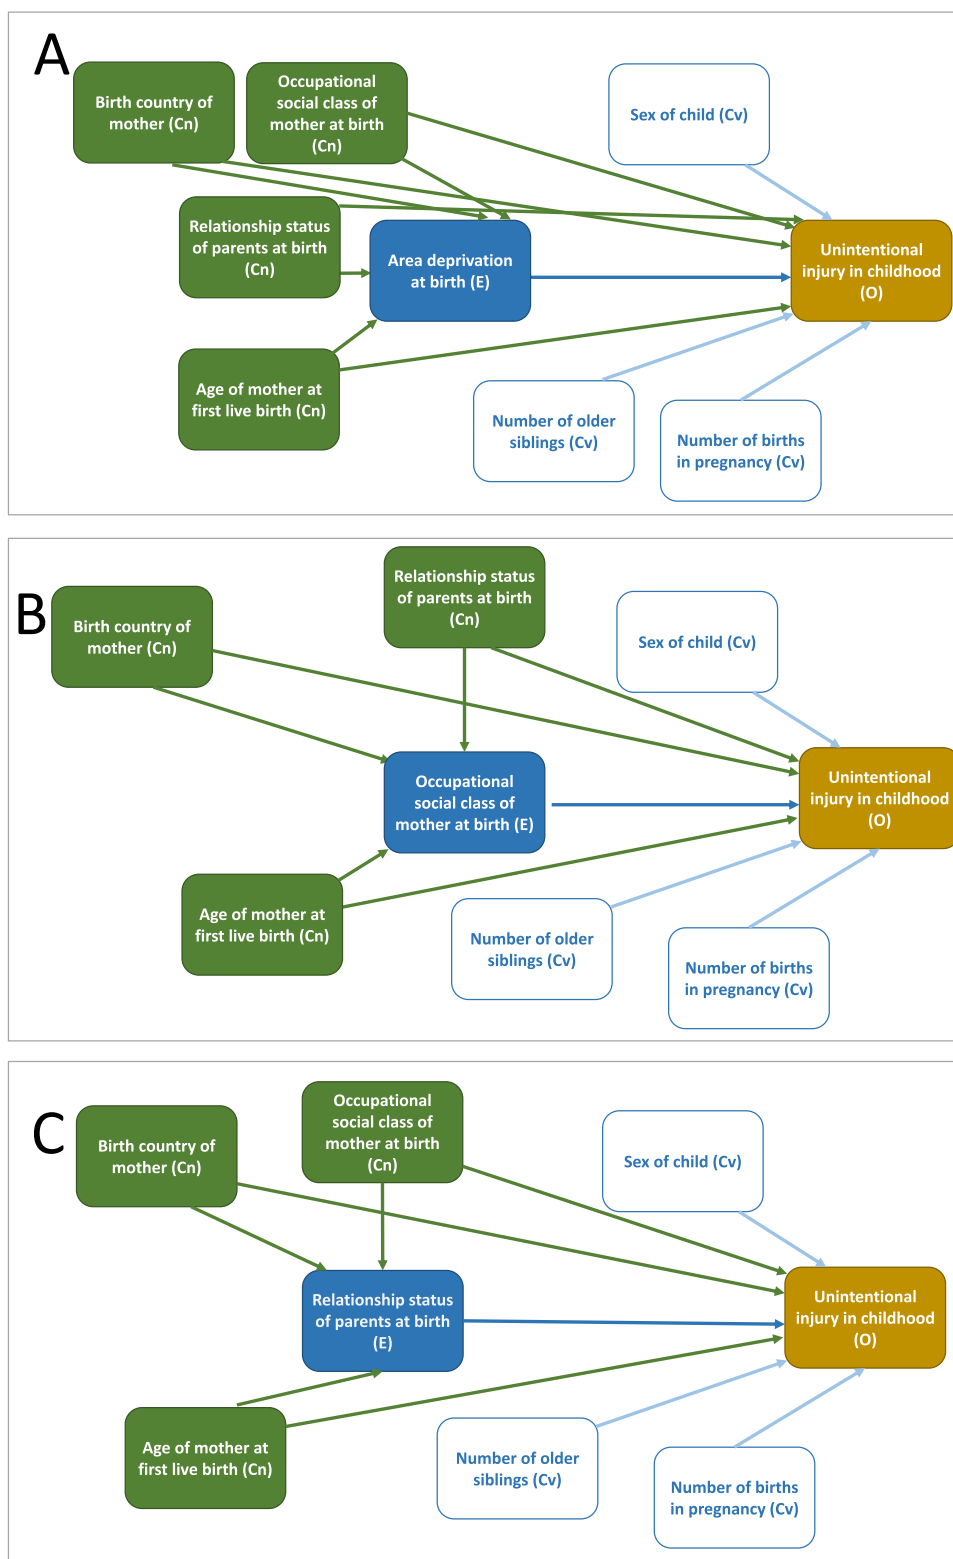 A
Birth country of
mother (Cn)
Occupational
social class of
mother at birth
(Cn)
Sex of child (Cv)
Relationship status
of parents at birth
(Cn)
Area deprivation
at birth (E)
Unintentional
injury in childhood
(O)
Age of mother at
first live birth (Cn)
Number of older
siblings (Cv)
Number of births
in pregnancy (Cv)
B
Relationship status
of parents at birth
(Cn)
Birth country of
mother (Cn)
Sex of child (Cv)
Occupational
social class of
mother at birth (E)
Unintentional
injury in childhood
(O)
Age of mother at
first live birth (Cn)
Number of older
siblings (Cv)
Number of births
in pregnancy (Cv)
C
Birth country of
mother (Cn)
Occupational
social class of
mother at birth
(Cn)
Sex of child (Cv)
Relationship status
of parents at birth
(E)
Unintentional
injury in childhood
(O)
Age of mother at
first live birth (Cn)
Number of older
siblings (Cv)
Number of births
in pregnancy (Cv)